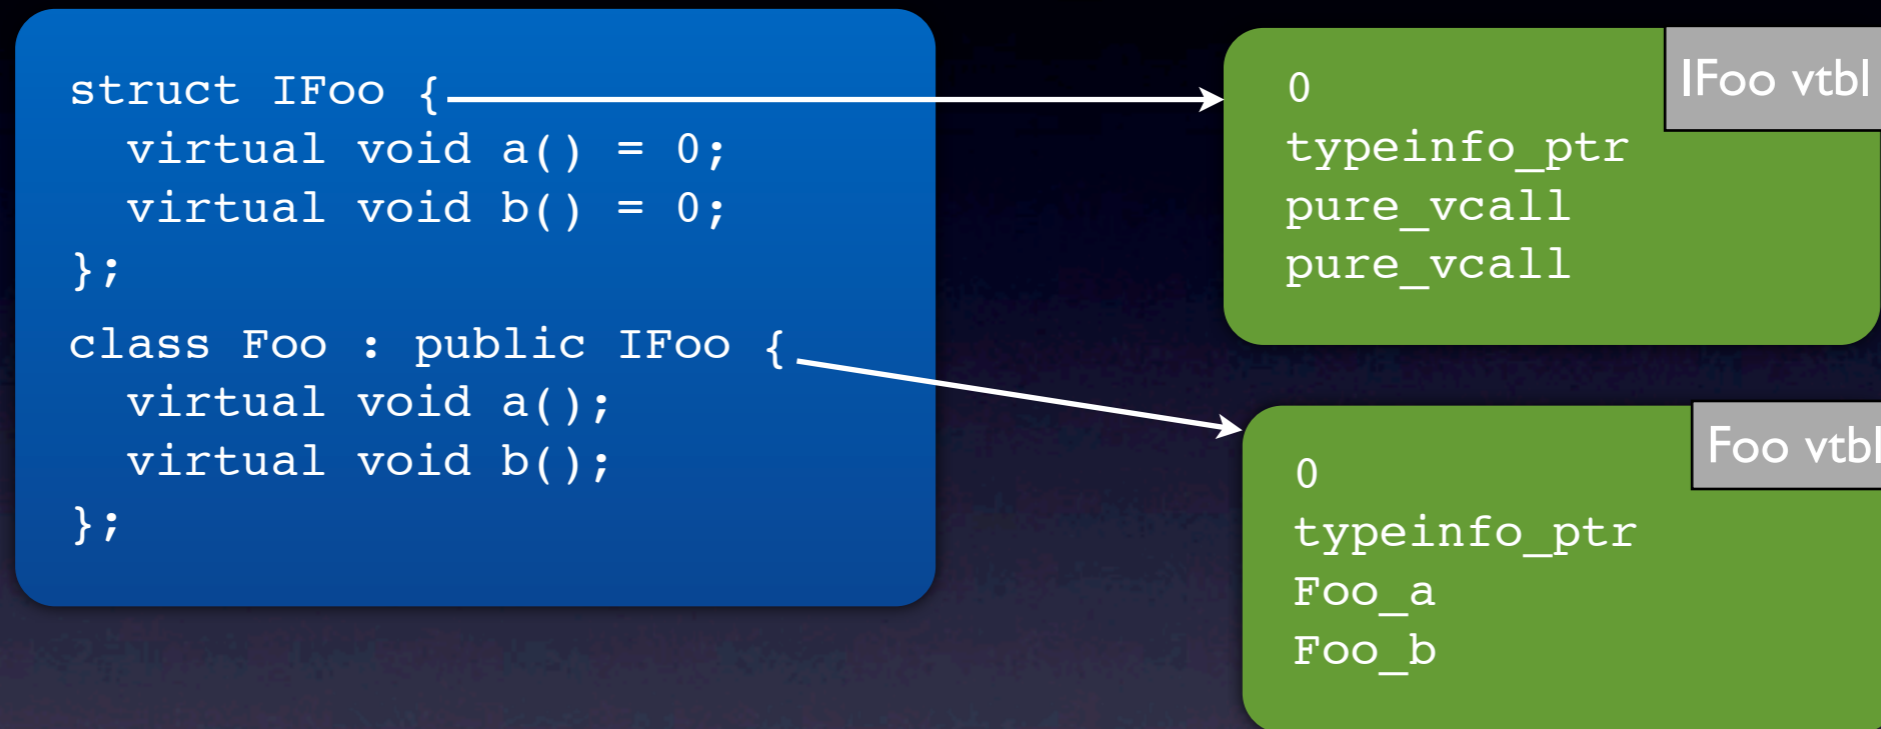 struct IFoo {
  virtual void a() = 0;
  virtual void b() = 0;
};
class Foo : public IFoo {
  virtual void a();
  virtual void b();
};
IFoo vtbl
0
typeinfo_ptr
pure_vcall
pure_vcall
Foo vtbl
0
typeinfo_ptr
Foo_a
Foo_b